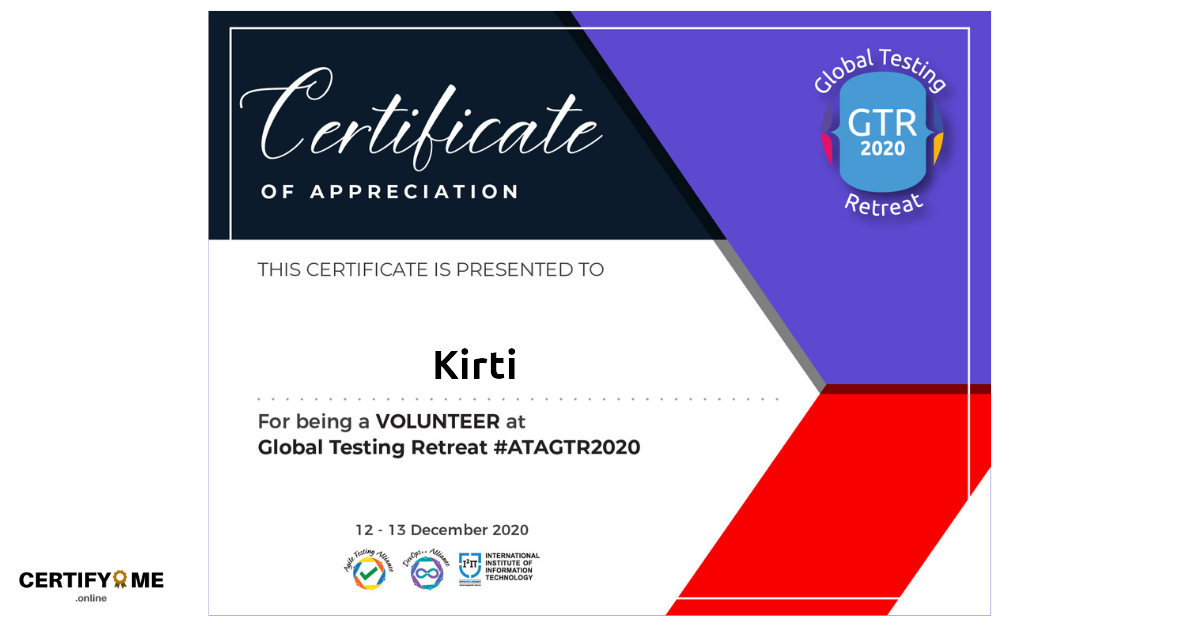 Certificate
OF APPRECIATION
Global Testing
GTR
2020
Retreat
THIS CERTIFICATE IS PRESENTED TO
Kirti
For being a VOLUNTEER at
Global Testing Retreat #ATAGTR2020
12 - 13 December 2020
Agile Testing Alliance
DevOps++ Alliance
I²IT
INTERNATIONAL
INSTITUTE OF
INFORMATION
TECHNOLOGY
CERTIFY ME
.online